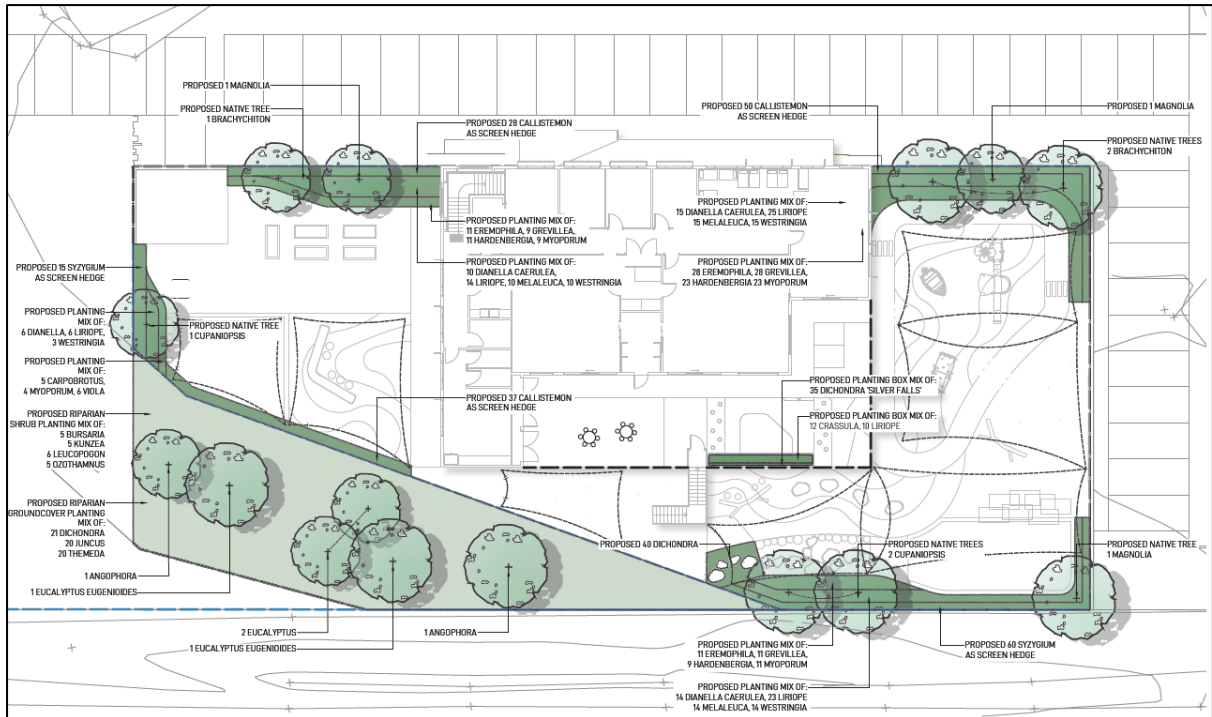 PROPOSED 1 MAGNOLIA
PROPOSED NATIVE TREE
1 BRACHYCHITON
PROPOSED 28 CALLISTEMON
AS SCREEN HEDGE
PROPOSED 50 CALLISTEMON
AS SCREEN HEDGE
PROPOSED 1 MAGNOLIA
PROPOSED NATIVE TREES
2 BRACHYCHITON
PROPOSED PLANTING MIX OF:
11 EREMOPHILA, 9 GREVILLEA,
11 HARDENBERGIA, 9 MYOPORUM
PROPOSED PLANTING MIX OF:
10 DIANELLA CAERULEA,
14 LIRIOPE, 10 MELALEUCA, 10 WESTRINGIA
PROPOSED PLANTING MIX OF:
15 DIANELLA CAERULEA, 25 LIRIOPE
15 MELALEUCA, 15 WESTRINGIA
PROPOSED PLANTING MIX OF:
28 EREMOPHILA, 28 GREVILLEA,
23 HARDENBERGIA 23 MYOPORUM
PROPOSED 15 SYZYGIUM
AS SCREEN HEDGE
PROPOSED PLANTING
MIX OF:
6 DIANELLA, 6 LIRIOPE,
3 WESTRINGIA
PROPOSED NATIVE TREE
1 CUPANIOPSIS
PROPOSED PLANTING
MIX OF:
5 CARPOBROTUS,
4 MYOPORUM, 6 VIOLA
PROPOSED RIPARIAN
SHRUB PLANTING MIX OF:
5 BURSARIA
5 KUNZEA
6 LEUCOPOGON
5 OZOTHAMNUS
PROPOSED RIPARIAN
GROUNDCOVER PLANTING
MIX OF:
21 DICHONDRA
20 JUNCUS
20 THEMEDA
1 ANGOPHORA
1 EUCALYPTUS EUGENIOIDES
PROPOSED 37 CALLISTEMON
AS SCREEN HEDGE
PROPOSED PLANTING BOX MIX OF:
35 DICHONDRA 'SILVER FALLS'
PROPOSED PLANTING BOX MIX OF:
12 CRASSULA, 10 LIRIOPE
PROPOSED 40 DICHONDRA
PROPOSED NATIVE TREES
2 CUPANIOPSIS
PROPOSED NATIVE TREE
1 MAGNOLIA
2 EUCALYPTUS
1 EUCALYPTUS EUGENIOIDES
1 ANGOPHORA
PROPOSED PLANTING MIX OF:
11 EREMOPHILA, 11 GREVILLEA,
9 HARDENBERGIA, 11 MYOPORUM
PROPOSED 60 SYZYGIUM
AS SCREEN HEDGE
PROPOSED PLANTING MIX OF:
14 DIANELLA CAERULEA, 23 LIRIOPE
14 MELALEUCA, 14 WESTRINGIA